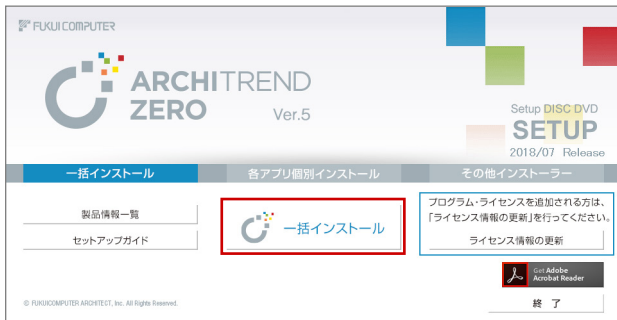 FUKUI COMPUTER
ARCHITREND
ZERO Ver.5
Setup DISC DVD
SETUP
2018/07 Release
一括インストール 各アプリ個別インストール その他インストーラー
製品情報一覧
セットアップガイド
一括インストール
プログラム・ライセンスを追加される方は、
「ライセンス情報の更新」を行ってください。
ライセンス情報の更新
Get Adobe
Acrobat Reader
© FUKUICOMPUTER ARCHITECT, Inc. All Rights Reserved.
終 了